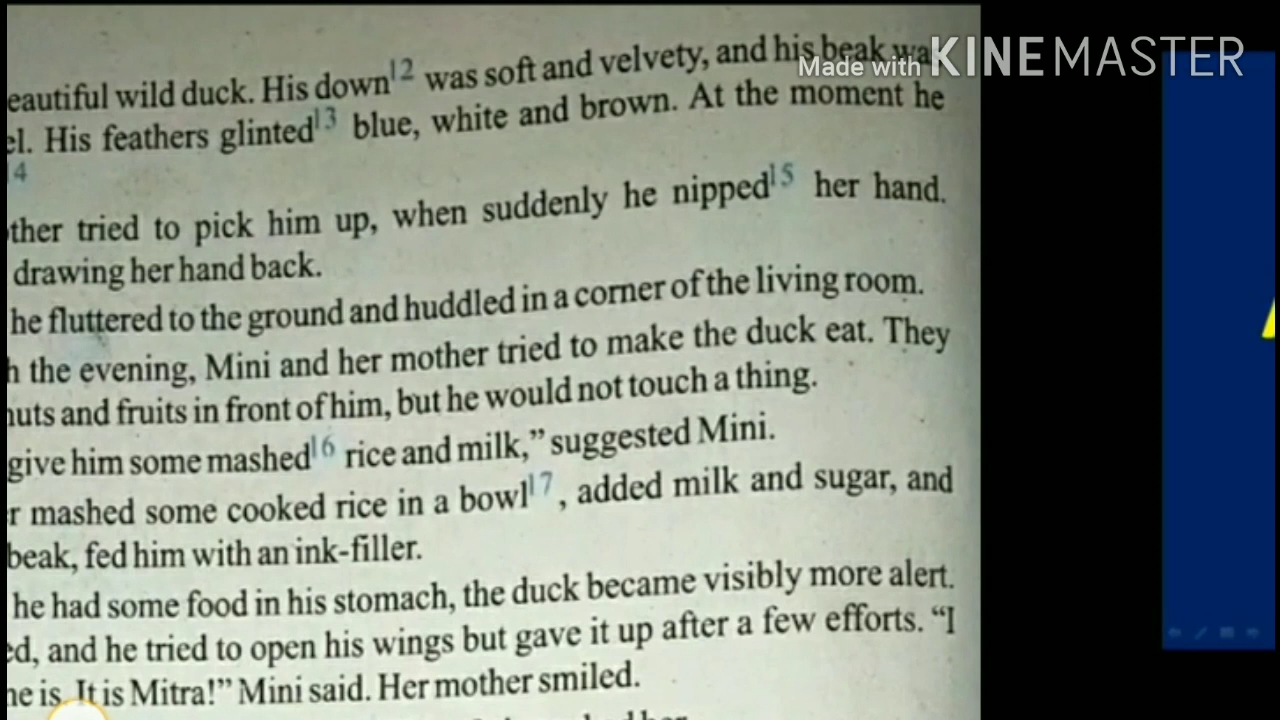 Made with KINEMASTER
eautiful wild duck. His down12 was soft and velvety, and his beak wa
el. His feathers glinted13 blue, white and brown. At the moment he
14
ther tried to pick him up, when suddenly he nipped15 her hand.
drawing her hand back.
he fluttered to the ground and huddled in a corner of the living room.
h the evening, Mini and her mother tried to make the duck eat. They
nuts and fruits in front of him, but he would not touch a thing.
give him some mashed16 rice and milk,” suggested Mini.
r mashed some cooked rice in a bowl17, added milk and sugar, and
beak, fed him with an ink-filler.
he had some food in his stomach, the duck became visibly more alert.
ed, and he tried to open his wings but gave it up after a few efforts. “I
he is. It is Mitra!” Mini said. Her mother smiled.